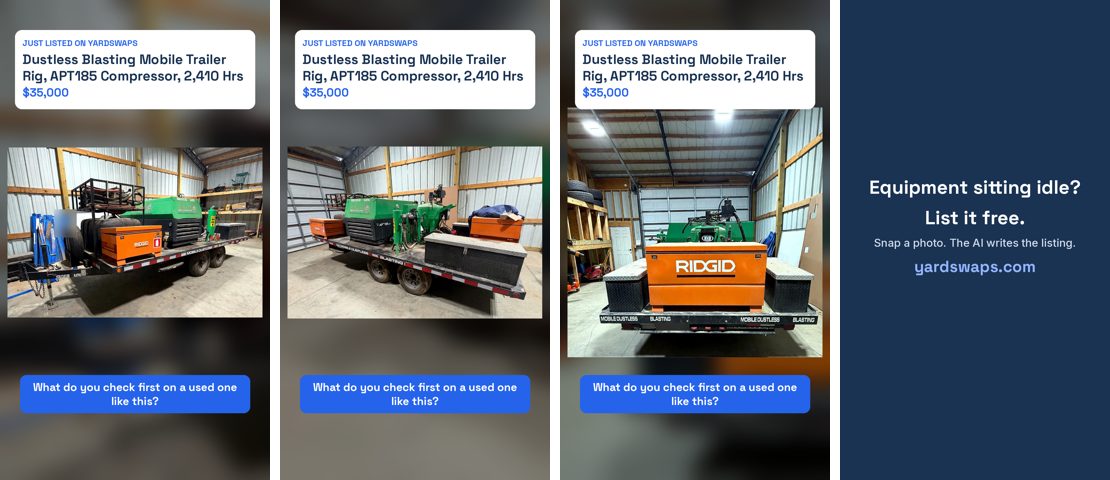 JUST LISTED ON YARDSWAPS
Dustless Blasting Mobile Trailer
Rig, APT185 Compressor, 2,410 Hrs
$35,000
RIDGID
What do you check first on a used one
like this?
JUST LISTED ON YARDSWAPS
Dustless Blasting Mobile Trailer
Rig, APT185 Compressor, 2,410 Hrs
$35,000
BLASTING
What do you check first on a used one
like this?
JUST LISTED ON YARDSWAPS
Dustless Blasting Mobile Trailer
Rig, APT185 Compressor, 2,410 Hrs
$35,000
RIDGID
MOBILE DUSTLESS BLASTING MOBILE DUSTLESS BLASTING
What do you check first on a used one
like this?
Equipment sitting idle?
List it free.
Snap a photo. The AI writes the listing.
yardswaps.com